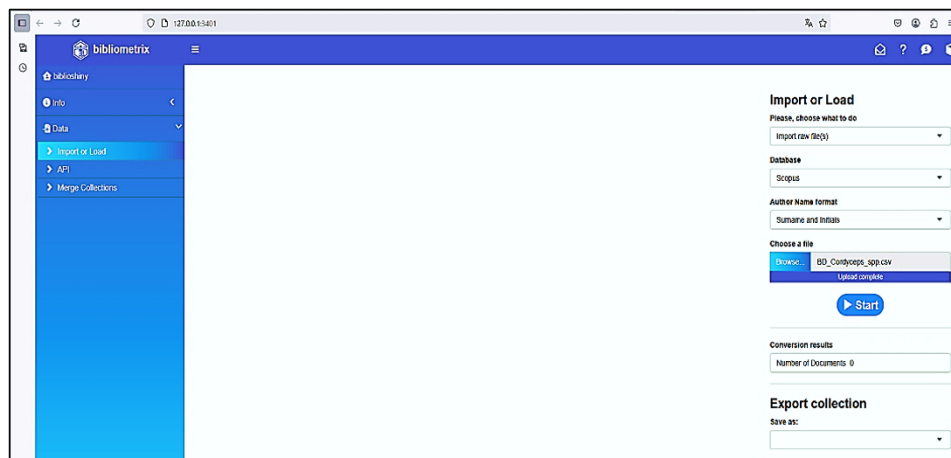 127.0.0.1:3401
bibliometrix
biblioshiny
Info
Data
Import or Load
API
Merge Collections
Import or Load
Please, choose what to do
Import raw file(s)
Database
Scopus
Author Name format
Surname and Initials
Choose a file
Browse... BD_Cordyceps_spp.csv
Upload complete
Start
Conversion results
Number of Documents 0
Export collection
Save as: